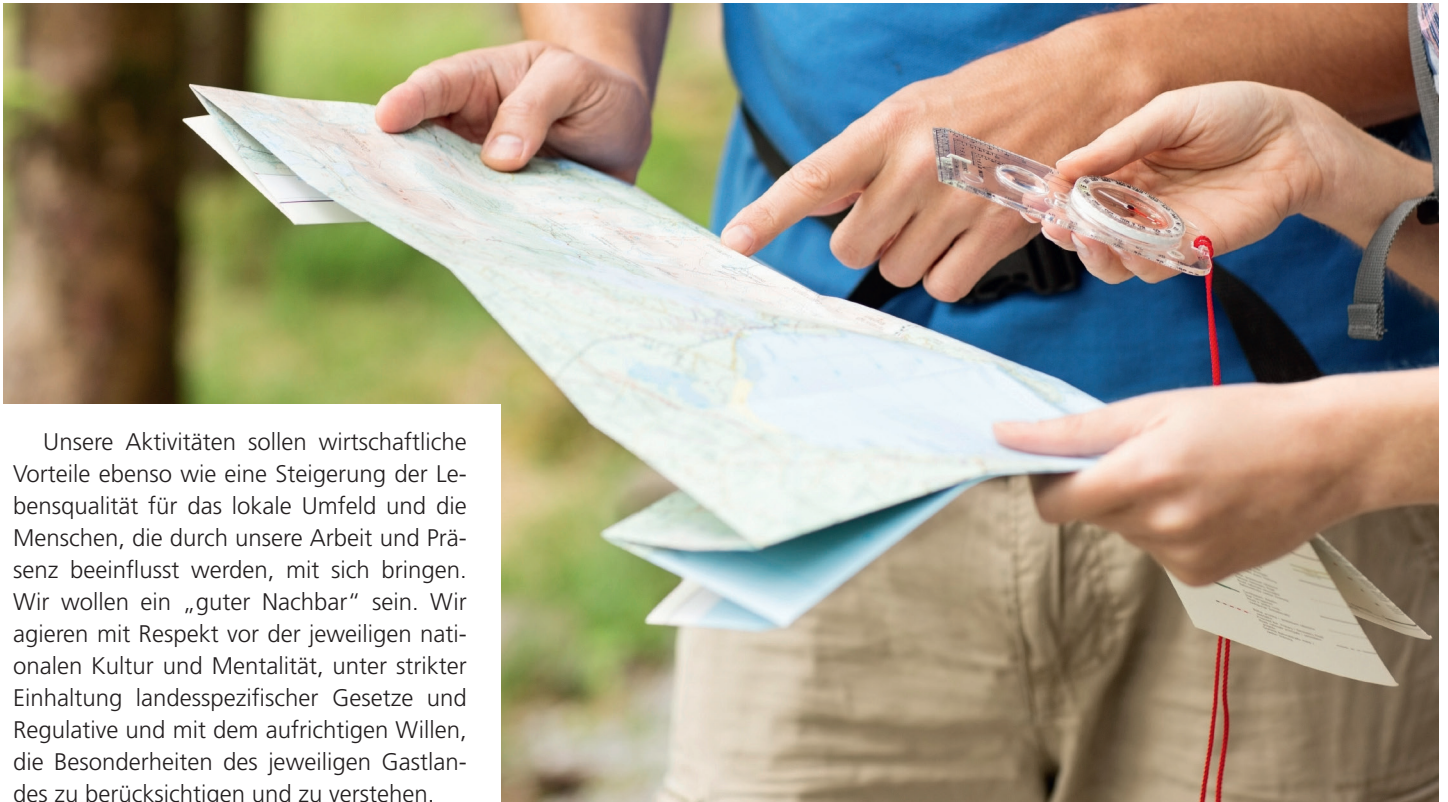 Unsere Aktivitäten sollen wirtschaftliche
Vorteile ebenso wie eine Steigerung der Le-
bensqualität für das lokale Umfeld und die
Menschen, die durch unsere Arbeit und Prä-
senz beeinflusst werden, mit sich bringen.
Wir wollen ein „guter Nachbar“ sein. Wir
agieren mit Respekt vor der jeweiligen nati-
onalen Kultur und Mentalität, unter strikter
Einhaltung landesspezifischer Gesetze und
Regulative und mit dem aufrichtigen Willen,
die Besonderheiten des jeweiligen Gastlan-
des zu berücksichtigen und zu verstehen.